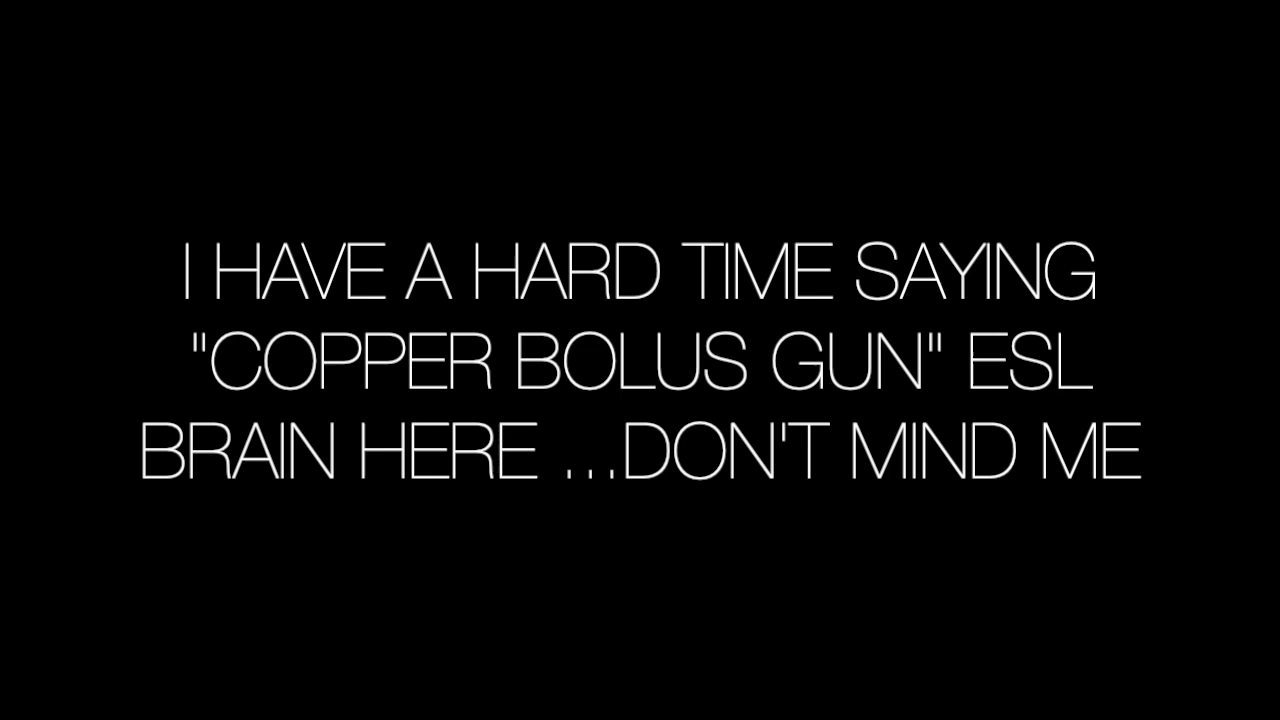 I HAVE A HARD TIME SAYING
"COPPER BOLUS GUN" ESL
BRAIN HERE ...DON'T MIND ME